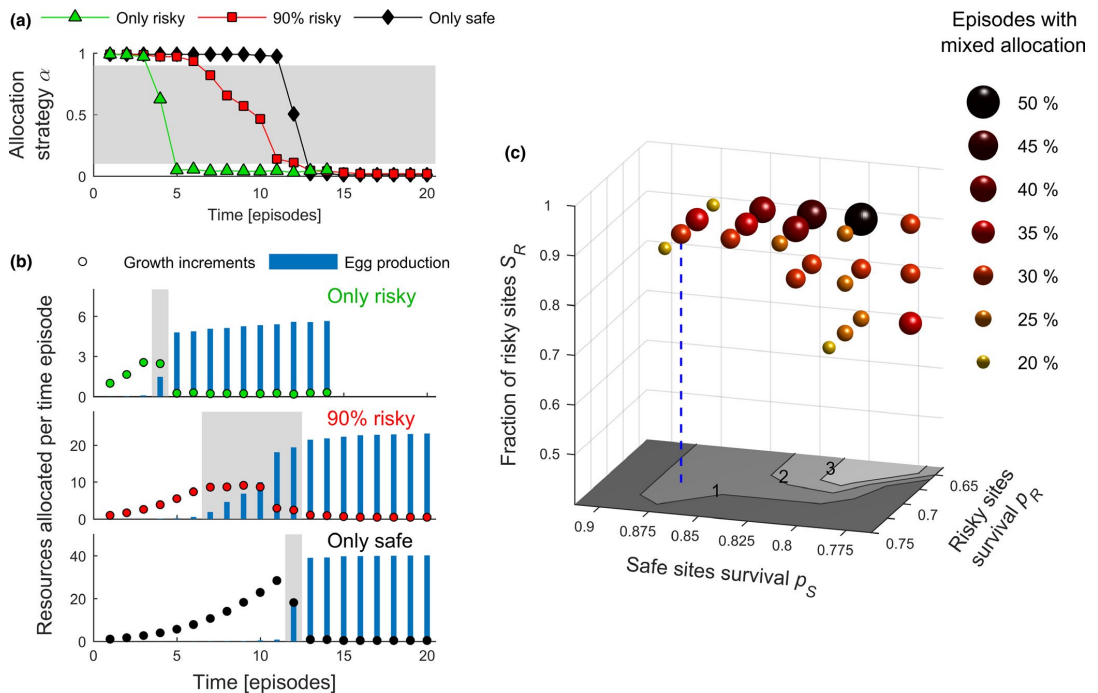 (a) Only risky 90% risky Only safe
Allocation
strategy α
1
0.5
0
0 5 10 15 20
Time [episodes]
(b) Growth increments Egg production
Resources allocated per time episode
Only risky
6
3
0
90% risky
20
10
0
Only safe
40
20
0
0 5 10 15 20
Time [episodes]
(c)
Fraction of risky sites S_R
1
0.9
0.8
0.7
0.6
0.5
1 2 3
0.9 0.875 0.85 0.825 0.8 0.775
Safe sites survival p_S
0.65
0.7
0.75
Risky sites
survival p_R
Episodes with
mixed allocation
50 %
45 %
40 %
35 %
30 %
25 %
20 %